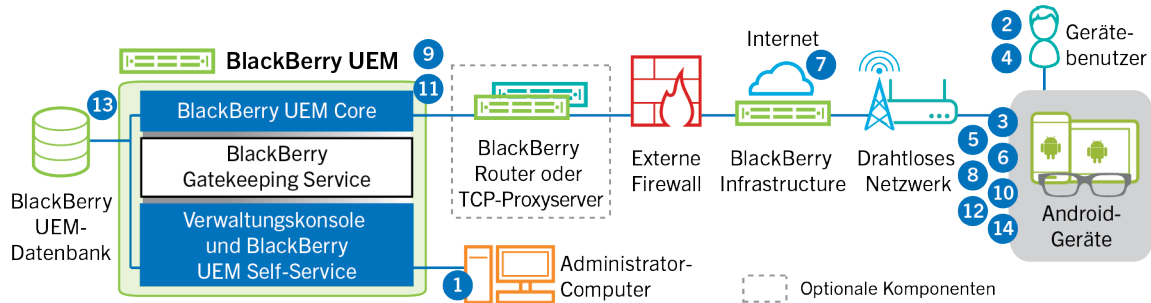 BlackBerry UEM
9
11
13
BlackBerry UEM Core
BlackBerry
Gatekeeping Service
Verwaltungskonsole
und BlackBerry
UEM Self-Service
BlackBerry
UEM-
Datenbank
1
Administrator-
Computer
BlackBerry
Router oder
TCP-Proxyserver
Externe
Firewall
Internet
7
BlackBerry
Infrastructure
Drahtloses
Netzwerk
2
4
Geräte-
benutzer
3
5
6
8
10
12
14
Android-
Geräte
Optionale Komponenten